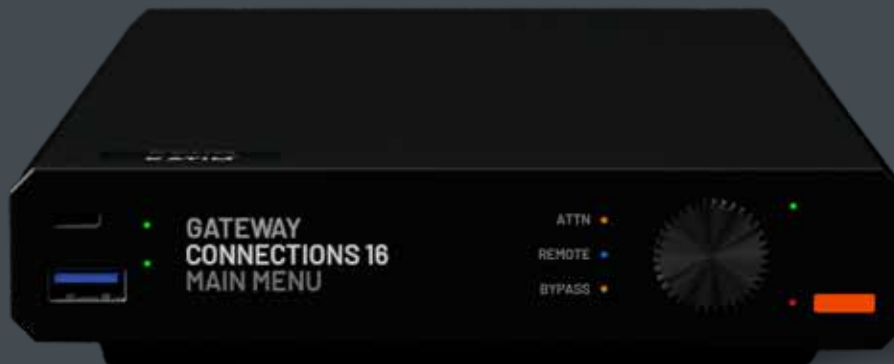 GATEWAY
CONNECTIONS 16
MAIN MENU
ATTN
REMOTE
BYPASS